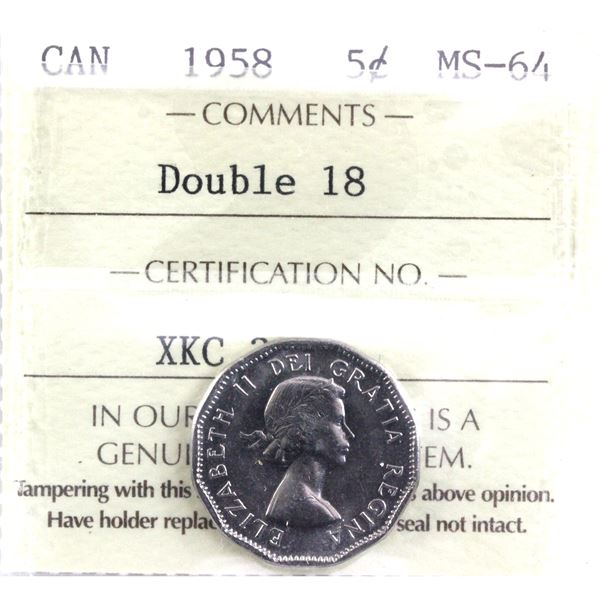 CAN 1958 5¢ MS-64
— COMMENTS —
Double 18
— CERTIFICATION NO. —
XKC
IN OUR IS A
GENU EM.
Tampering with this above opinion.
Have holder replac seal not intact.
ELIZABETH II DEI GRATIA REGINA